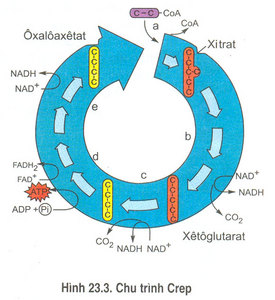 C-C CoA
a
CoA
Ôxalôaxêtat
C-C-C-C
C-C-C-C-C
C
Xitrat
NADH
NAD⁺
e
b
NAD⁺
NADH
FADH₂
FAD⁺
d
c
ATP
ADP + Pi
C-C-C-C
C-C-C-C-C
Xêtôglutarat
CO₂
CO₂
NADH
NAD⁺
Hình 23.3. Chu trình Crep